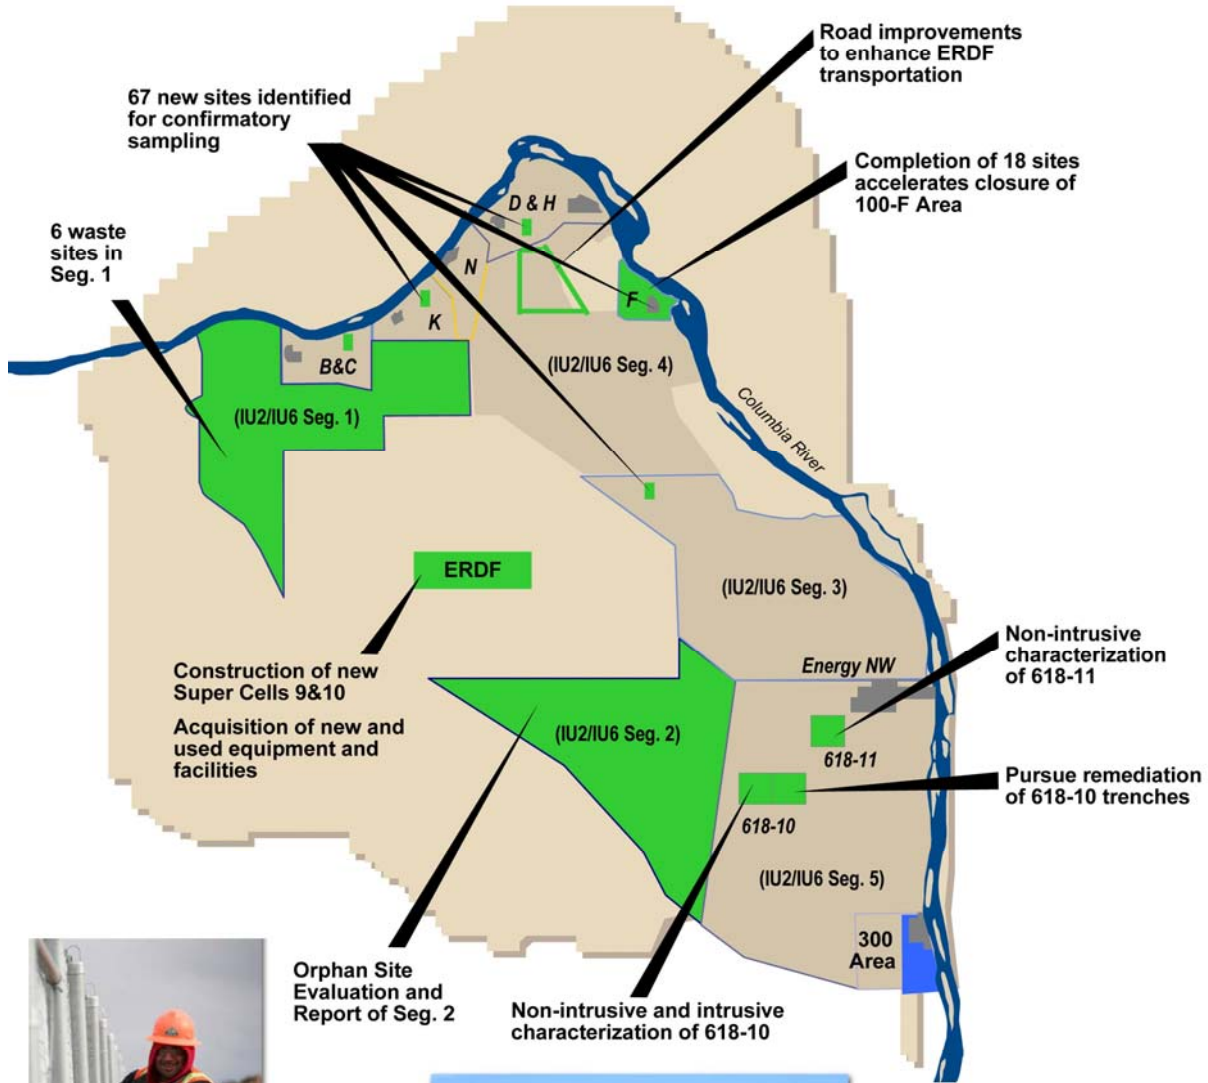 Road improvements
to enhance ERDF
transportation
67 new sites identified
for confirmatory
sampling
Completion of 18 sites
accelerates closure of
100-F Area
D & H
6 waste
sites in
Seg. 1
N
F
K
B&C
(IU2/IU6 Seg. 4)
Columbia River
(IU2/IU6 Seg. 1)
ERDF
(IU2/IU6 Seg. 3)
Non-intrusive
characterization
of 618-11
Energy NW
Construction of new
Super Cells 9&10
Acquisition of new and
used equipment and
facilities
(IU2/IU6 Seg. 2)
618-11
Pursue remediation
of 618-10 trenches
618-10
(IU2/IU6 Seg. 5)
300
Area
Orphan Site
Evaluation and
Report of Seg. 2
Non-intrusive and intrusive
characterization of 618-10